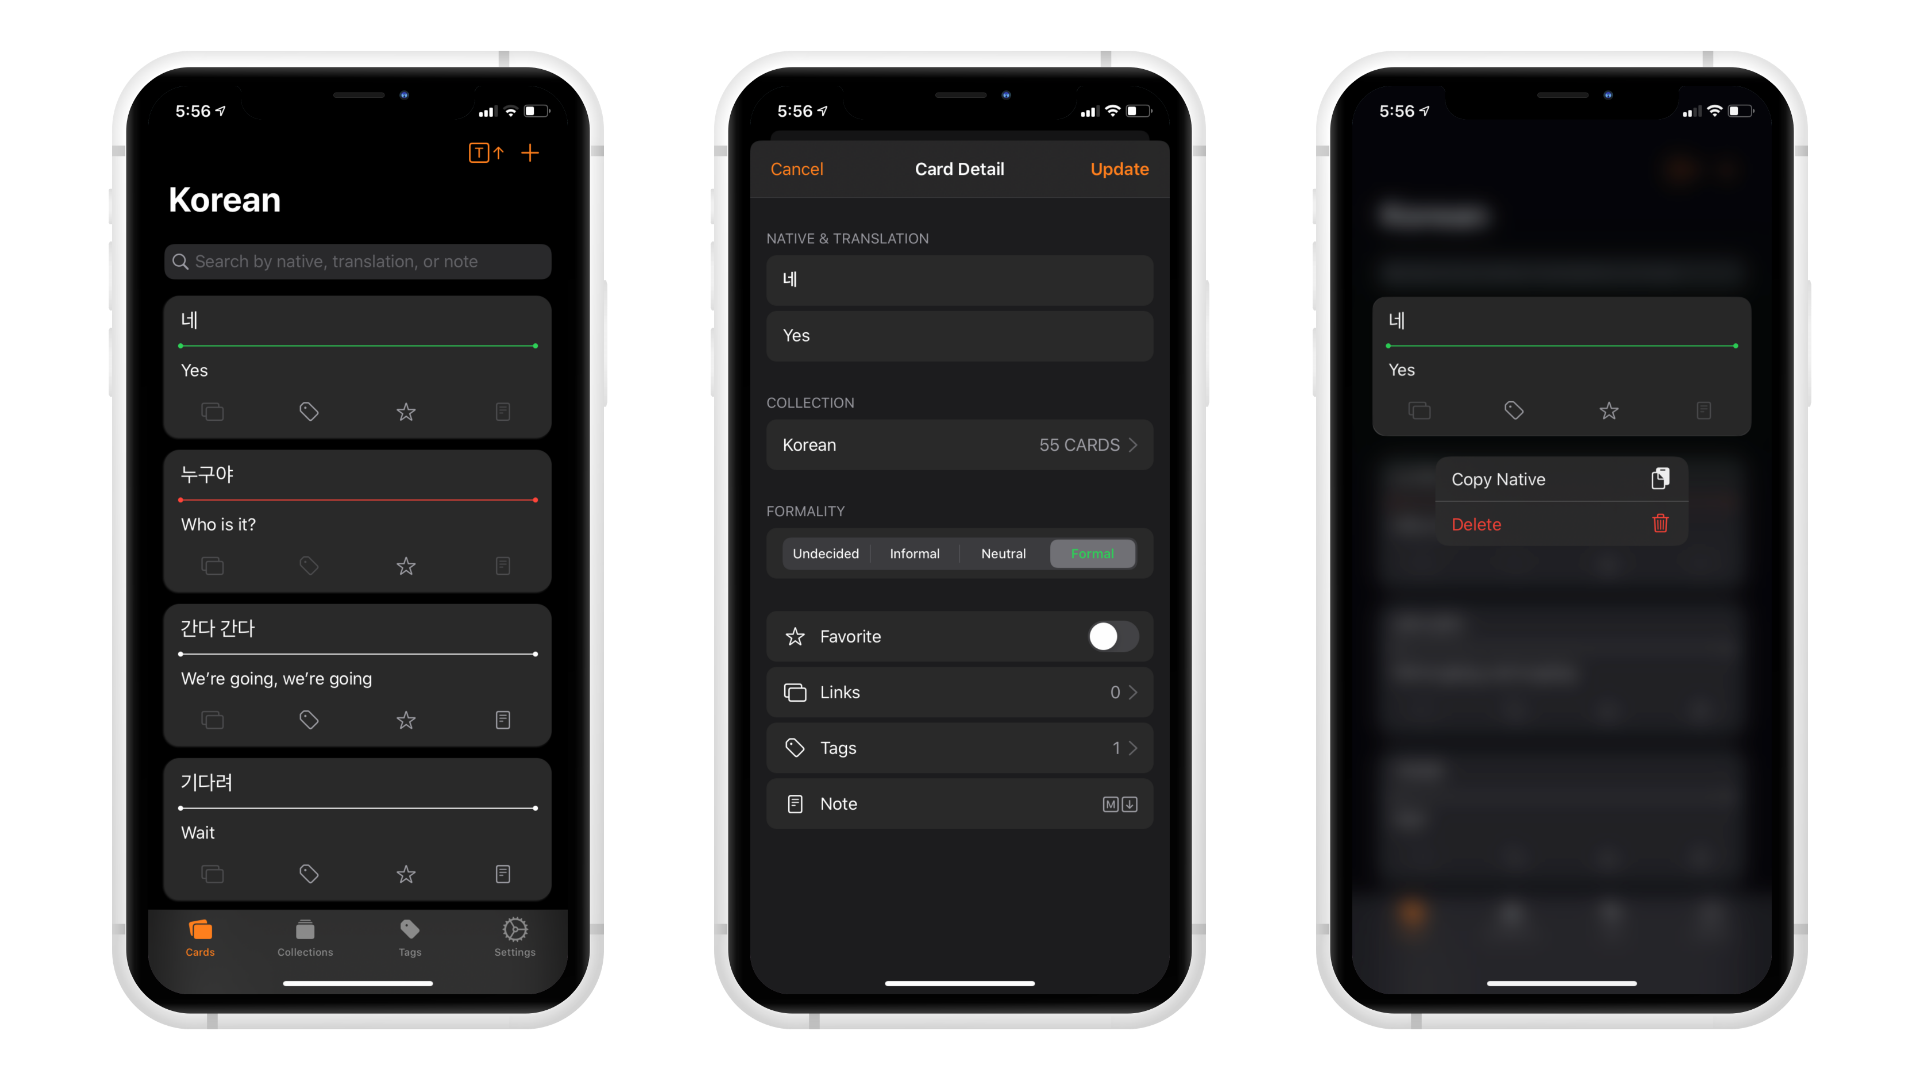 5:56
T
Korean
Search by native, translation, or note
네
Yes
누구야
Who is it?
간다 간다
We're going, we're going
기다려
Wait
Cards
Collections
Tags
Settings
5:56
Cancel
Card Detail
Update
NATIVE & TRANSLATION
네
Yes
COLLECTION
Korean
55 CARDS
FORMALITY
Undecided
Informal
Neutral
Formal
Favorite
Links
0
Tags
1
Note
M
5:56
네
Yes
Copy Native
Delete